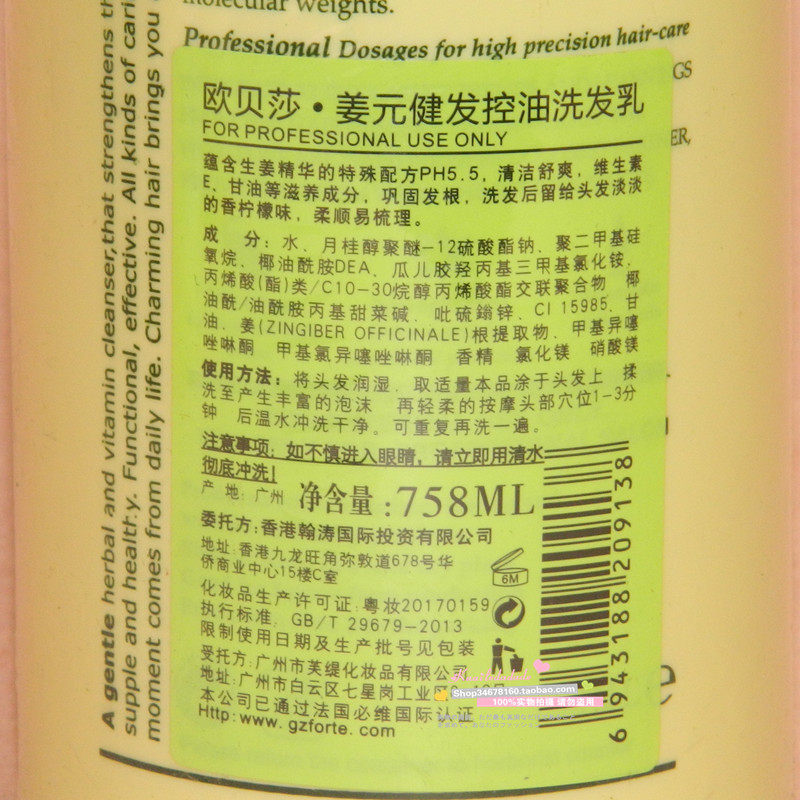 molecular weights.
Professional Dosages for high precision hair-care
GS
ER,
A gentle herbal and vitamin cleanser,that strengthens th
supple and healthy. Functional, effective. All kinds of cari
moment comes from daily life. Charming hair brings you
欧贝莎·姜元健发控油洗发乳
FOR PROFESSIONAL USE ONLY
蕴含生姜精华的特殊配方PH5.5，清洁舒爽，维生素
E、甘油等滋养成分，巩固发根，洗发后留给头发淡淡
的香柠檬味，柔顺易梳理。
成 分：水、月桂醇聚醚-12硫酸酯钠、聚二甲基硅
氧烷、椰油酰胺DEA、瓜儿胶羟丙基三甲基氯化铵、
丙烯酸(酯)类/C10-30烷醇丙烯酸酯交联聚合物 椰
油酰/油酰胺丙基甜菜碱、吡硫鎓锌、CI 15985、甘
油、姜(ZINGIBER OFFICINALE)根提取物、甲基异噻
唑啉酮 甲基氯异噻唑啉酮 香精 氯化镁 硝酸镁
使用方法：将头发润湿，取适量本品涂于头发上 揉
洗至产生丰富的泡沫 再轻柔的按摩头部穴位1-3分
钟 后温水冲洗干净。可重复再洗一遍。
注意事项：如不慎进入眼睛，请立即用清水
彻底冲洗!
产 地：广州 净含量：758ML
委托方：香港翰涛国际投资有限公司
地址：香港九龙旺角弥敦道678号华
侨商业中心15楼C室
6M
化妆品生产许可证：粤妆20170159
执行标准：GB/T 29679-2013
限制使用日期及生产批号见包装
受托方：广州市芙缇化妆品有限公司
地址：广州市白云区七星岗工业
本公司已通过法国必维国际认证
Http:www.gzforte.com
6 943188 209138
Shop34678160.taobao.com
100%实物拍摄 请勿盗用